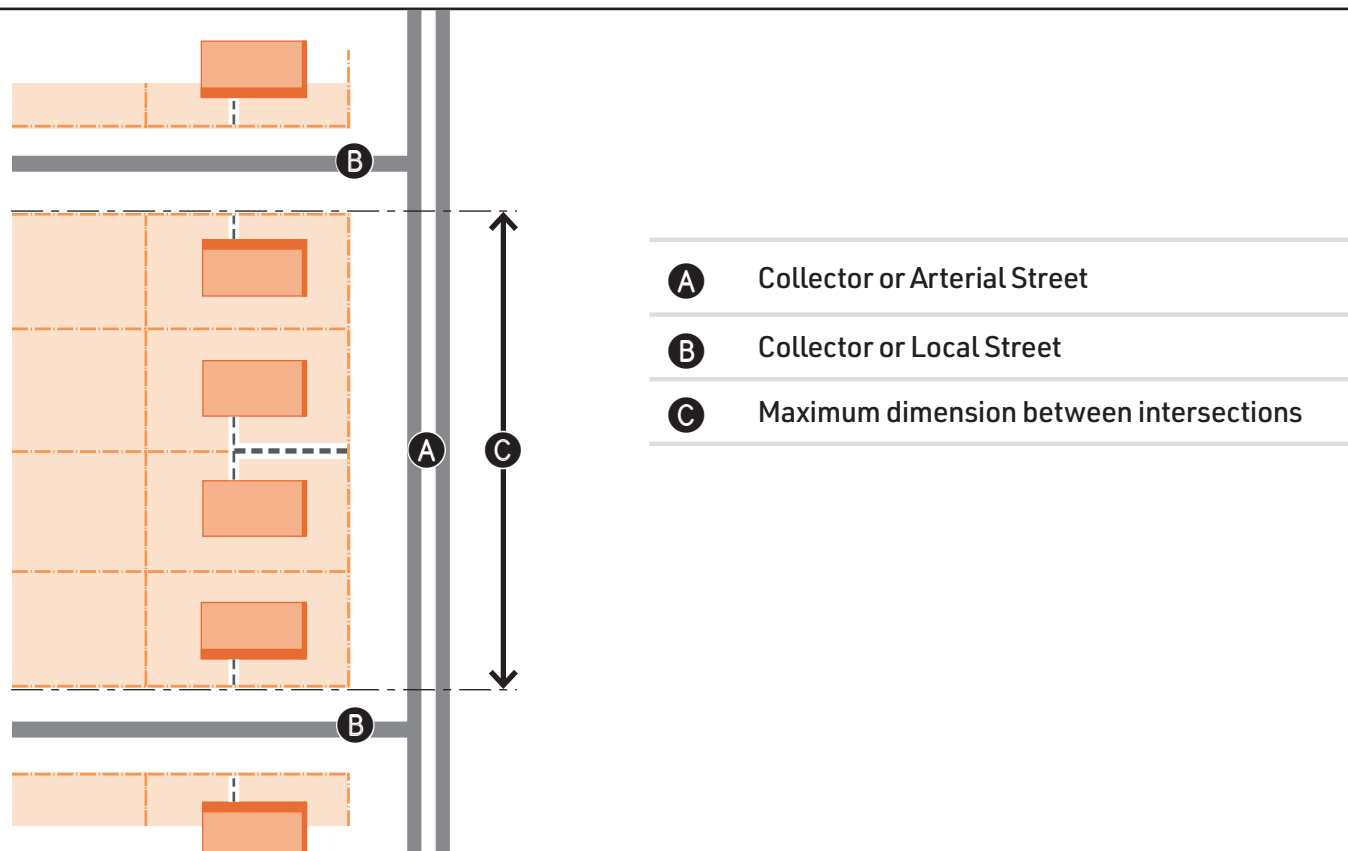 B
A Collector or Arterial Street
B Collector or Local Street
C Maximum dimension between intersections
A C
B